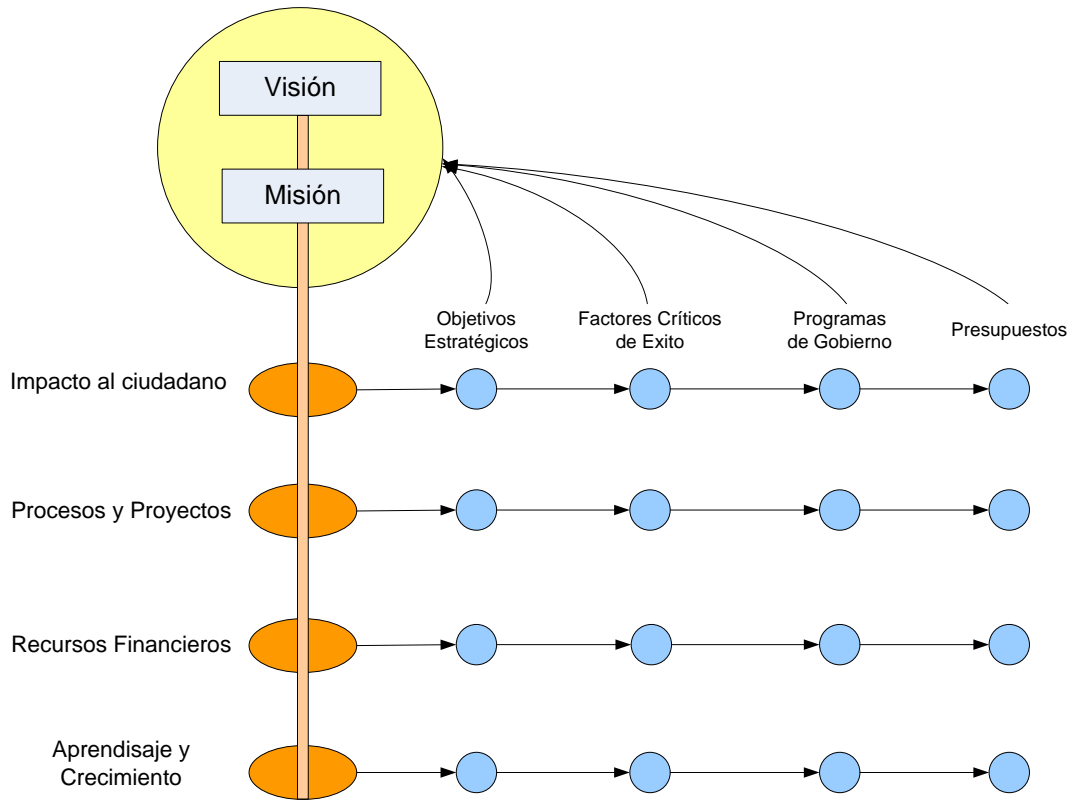 Visión
Misión
Objetivos
Estratégicos
Factores Críticos
de Exito
Programas
de Gobierno
Presupuestos
Impacto al ciudadano
Procesos y Proyectos
Recursos Financieros
Aprendisaje y
Crecimiento